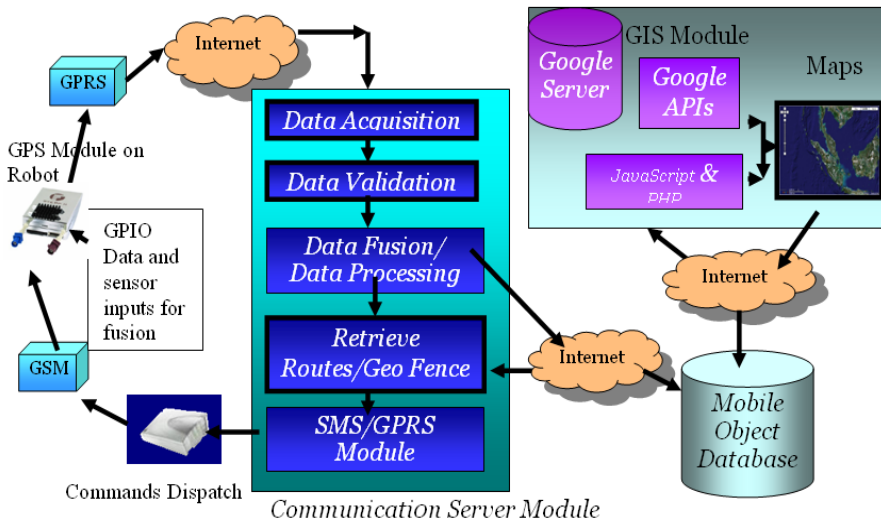 Internet
GPRS
GPS Module on
Robot
GPIO
Data and
sensor
inputs for
fusion
GSM
Commands Dispatch
Data Acquisition
Data Validation
Data Fusion/
Data Processing
Retrieve
Routes/Geo Fence
SMS/GPRS
Module
Communication Server Module
GIS Module
Google
Server
Google
APIs
Maps
JavaScript &
PHP
Internet
Internet
Mobile
Object
Database